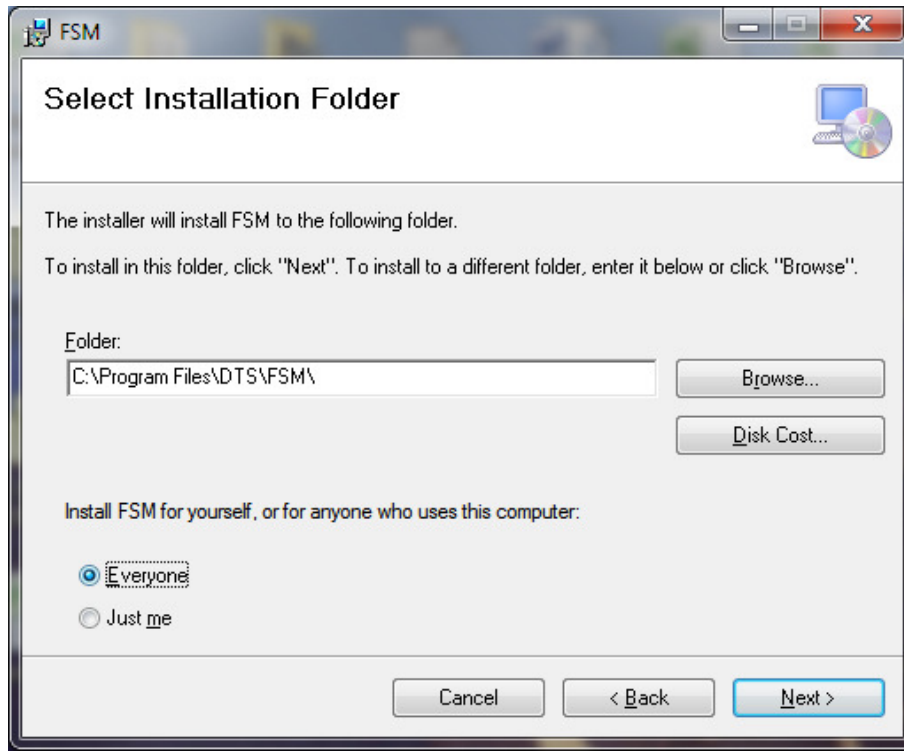 FSM
Select Installation Folder
The installer will install FSM to the following folder.
To install in this folder, click "Next". To install to a different folder, enter it below or click "Browse".
Folder:
C:\Program Files\DTS\FSM\
Browse...
Disk Cost...
Install FSM for yourself, or for anyone who uses this computer:
Everyone
Just me
Cancel
< Back
Next >